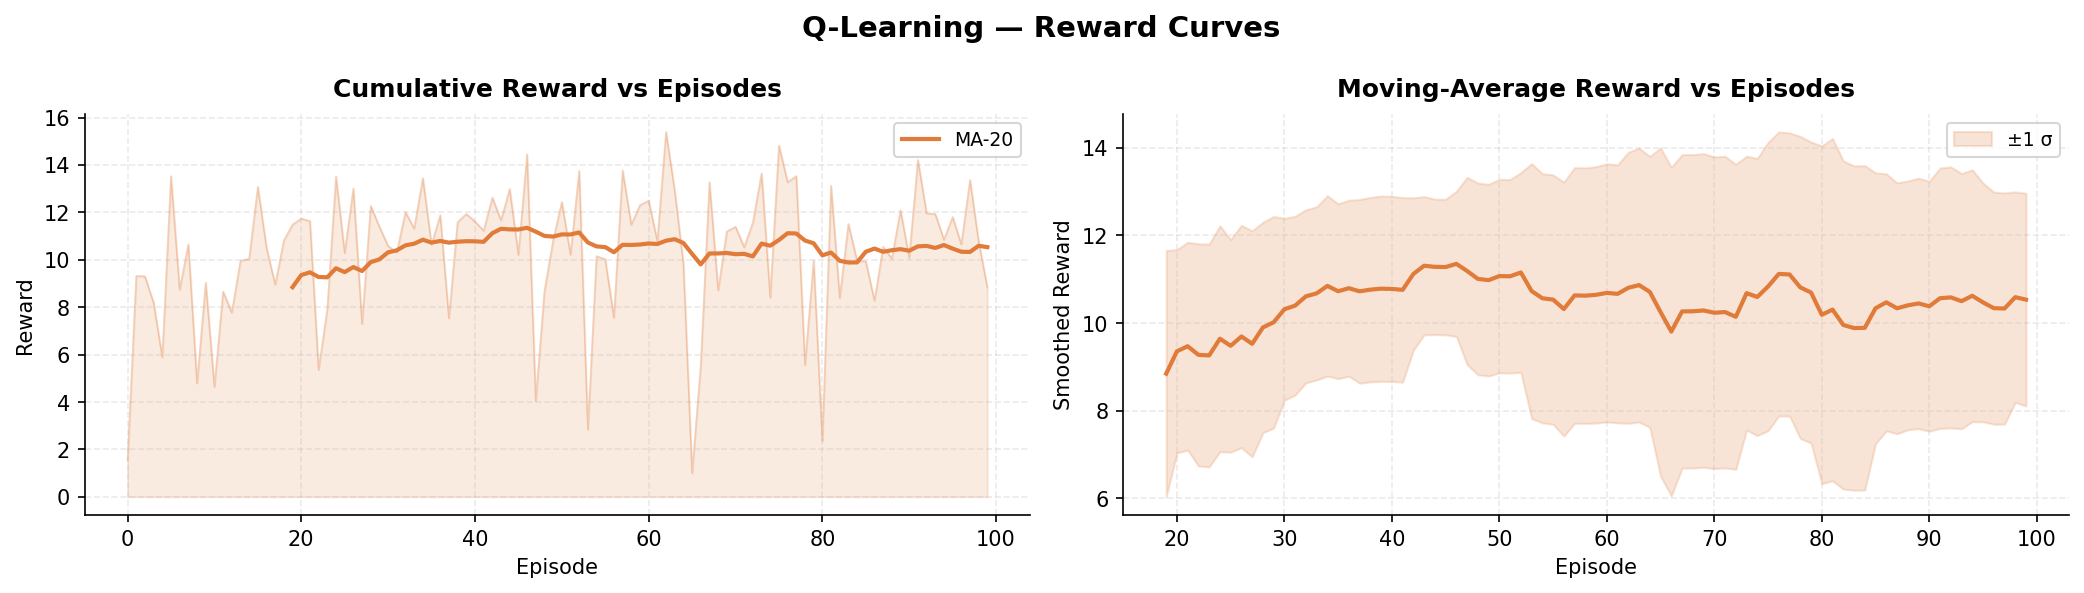 Q-Learning — Reward Curves
Cumulative Reward vs Episodes
MA-20
Reward
16
14
12
10
8
6
4
2
0
0 20 40 60 80 100
Episode
Moving-Average Reward vs Episodes
±1 σ
Smoothed Reward
14
12
10
8
6
20 30 40 50 60 70 80 90 100
Episode